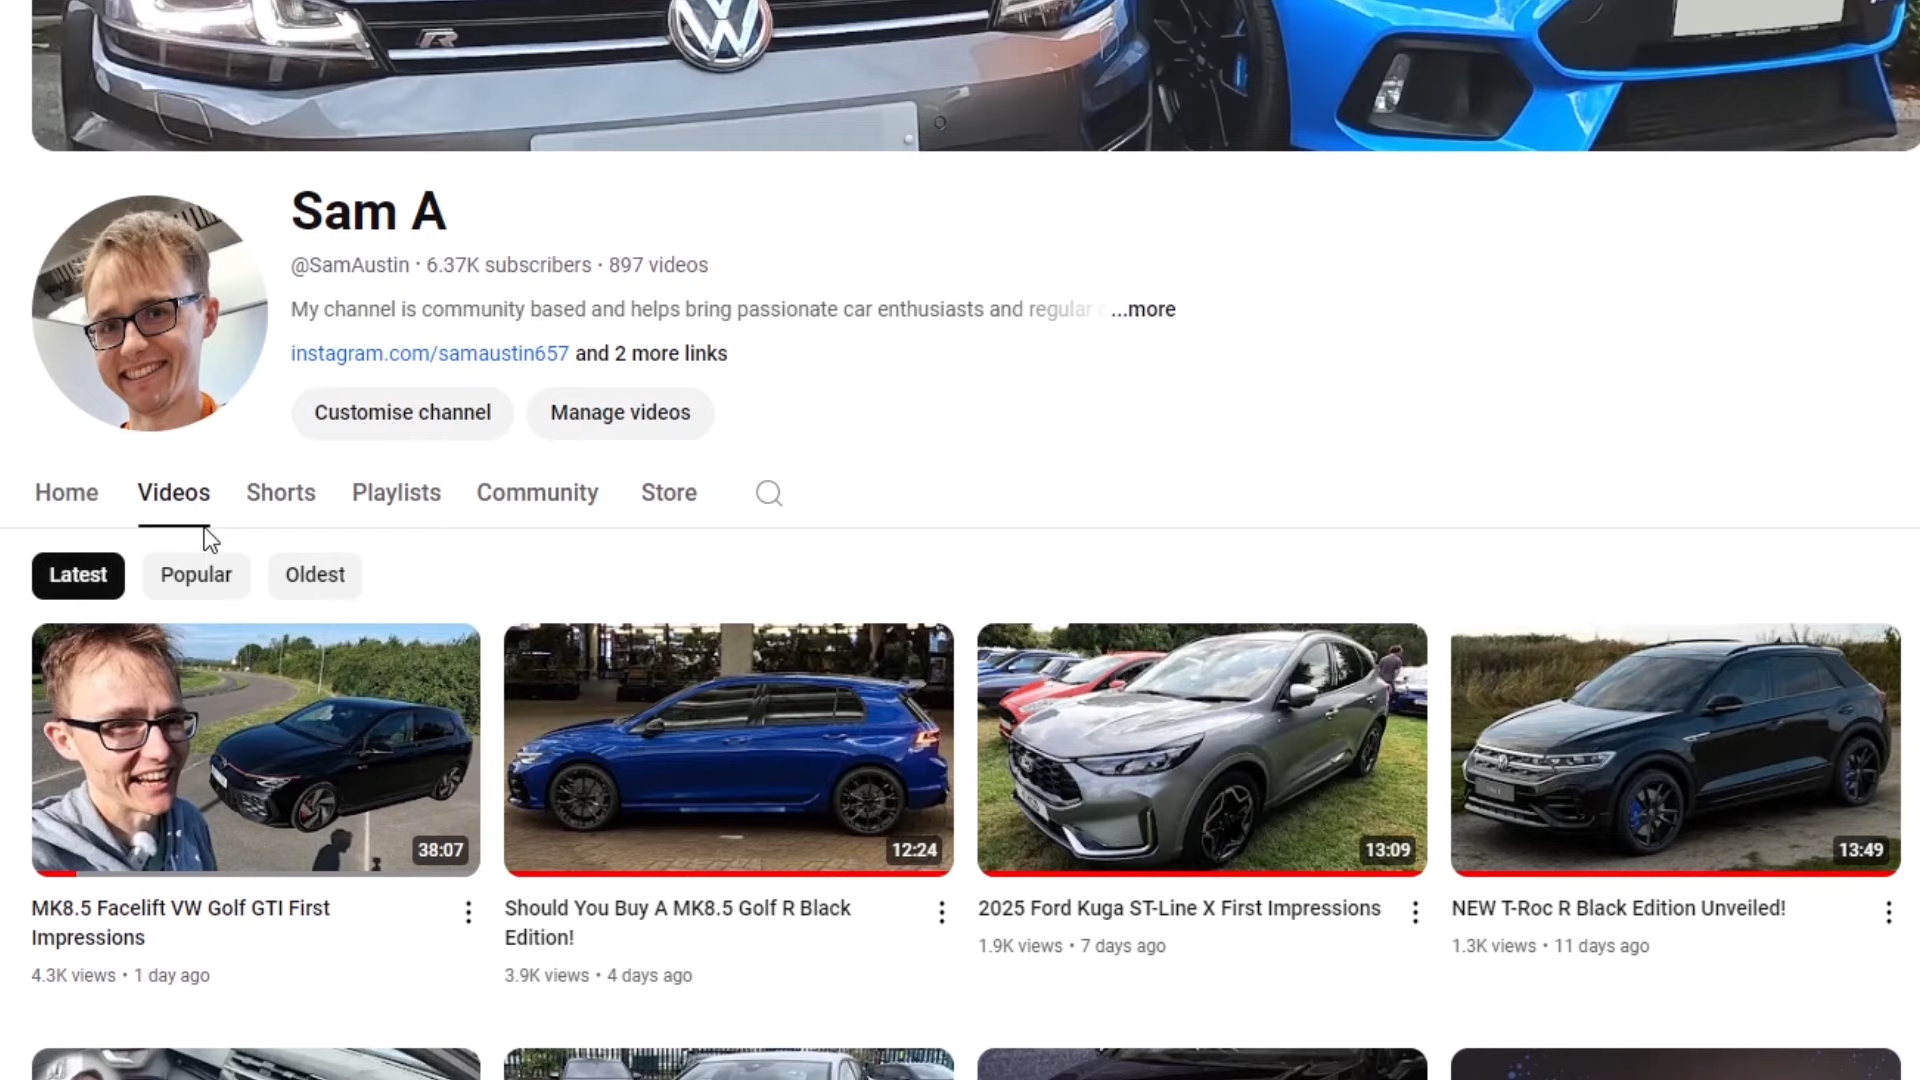 R
Sam A
@SamAustin · 6.37K subscribers · 897 videos
My channel is community based and helps bring passionate car enthusiasts and regular ...more
instagram.com/samaustin657 and 2 more links
Customise channel Manage videos
Home Videos Shorts Playlists Community Store
Latest Popular Oldest
38:07 12:24 13:09 13:49
MK8.5 Facelift VW Golf GTI First
Impressions
4.3K views • 1 day ago
Should You Buy A MK8.5 Golf R Black
Edition!
3.9K views • 4 days ago
2025 Ford Kuga ST-Line X First Impressions
1.9K views • 7 days ago
NEW T-Roc R Black Edition Unveiled!
1.3K views • 11 days ago